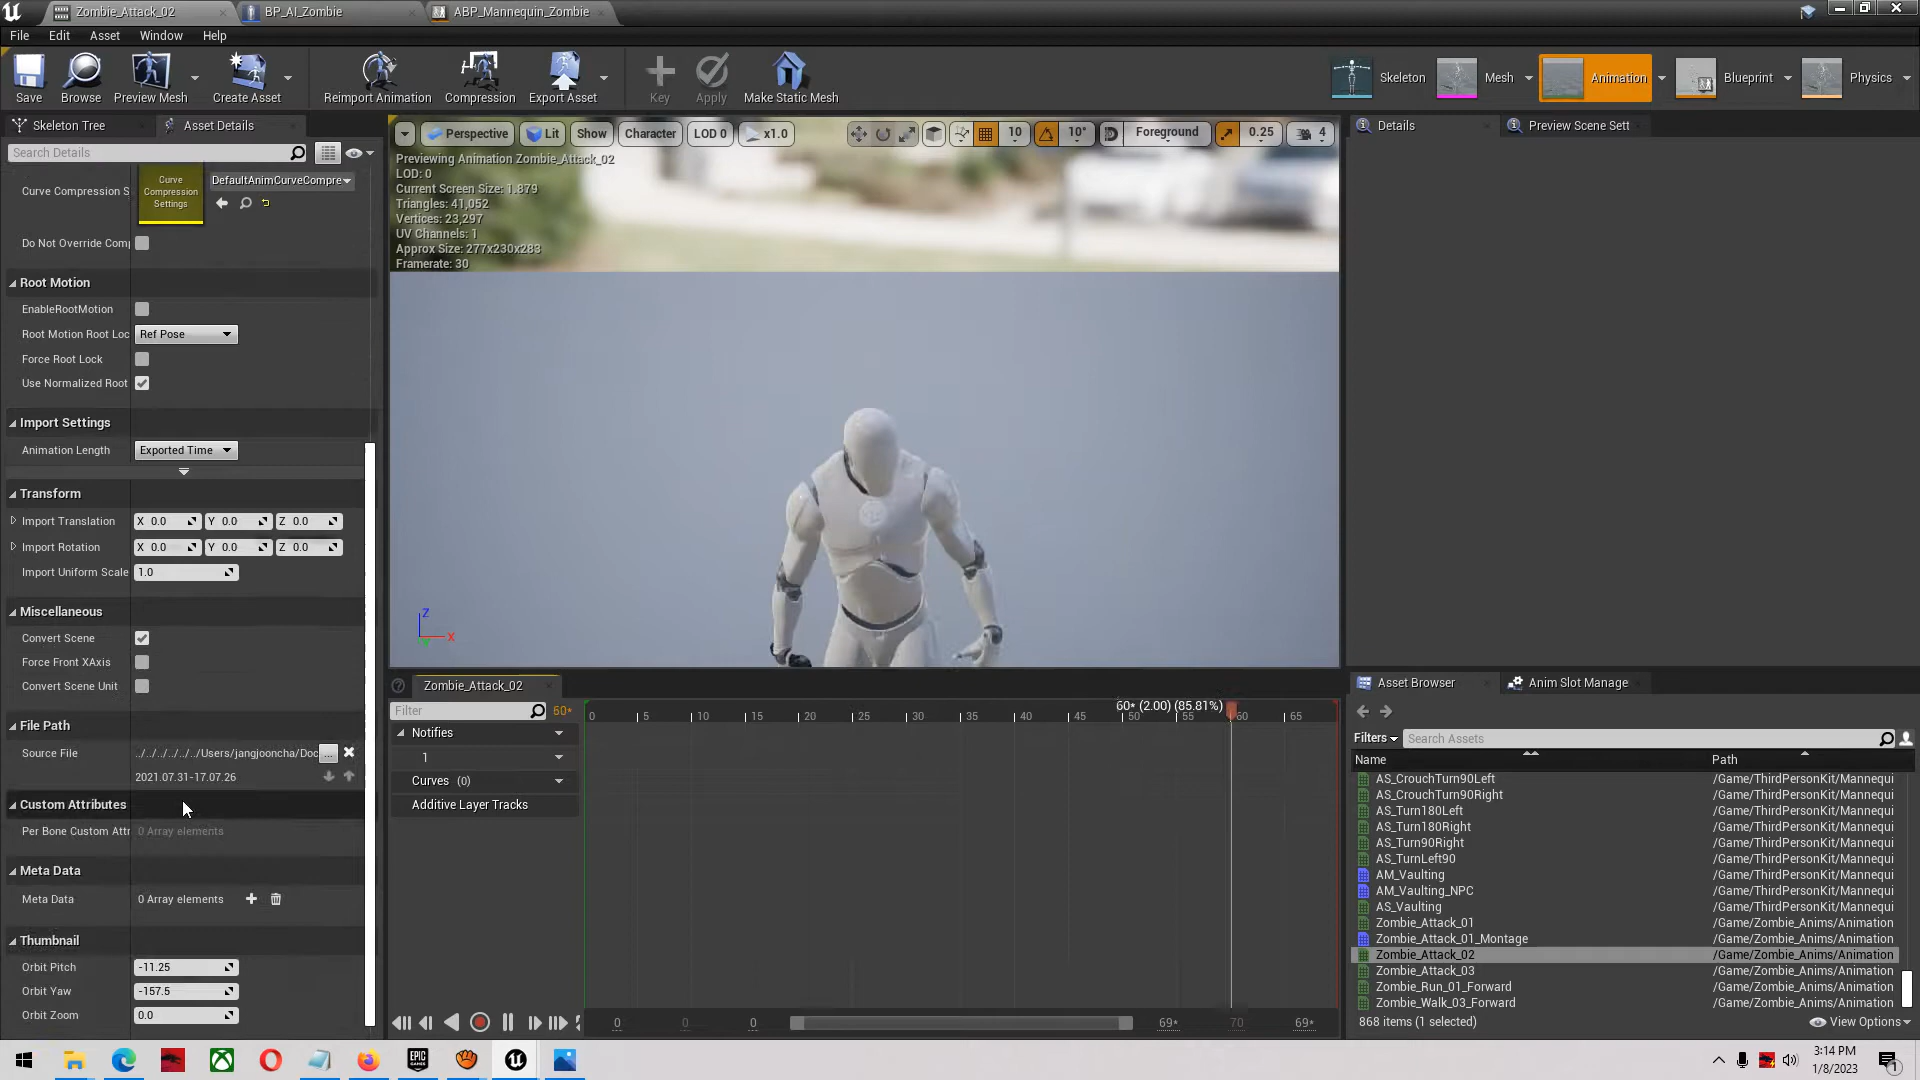 Zombie_Attack_02
BP_AI_Zombie
ABP_Mannequin_Zombie
File Edit Asset Window Help
Save Browse Preview Mesh Create Asset Reimport Animation Compression Export Asset Key Apply Make Static Mesh
Skeleton Mesh Animation Blueprint Physics
Skeleton Tree Asset Details
Search Details
Curve Compression S
Curve Compression Settings
DefaultAnimCurveCompre
Do Not Override Comp
Root Motion
EnableRootMotion
Root Motion Root Loc Ref Pose
Force Root Lock
Use Normalized Root
Import Settings
Animation Length Exported Time
Transform
Import Translation X 0.0 Y 0.0 Z 0.0
Import Rotation X 0.0 Y 0.0 Z 0.0
Import Uniform Scale 1.0
Miscellaneous
Convert Scene
Force Front XAxis
Convert Scene Unit
File Path
Source File ../../../../../../Users/jangjooncha/Doc ...
2021.07.31-17.07.26
Custom Attributes
Per Bone Custom Attr 0 Array elements
Meta Data
Meta Data 0 Array elements
Thumbnail
Orbit Pitch -11.25
Orbit Yaw -157.5
Orbit Zoom 0.0
Perspective Lit Show Character LOD 0 x1.0 10 10° Foreground 0.25 4
Previewing Animation Zombie_Attack_02
LOD: 0
Current Screen Size: 1.879
Triangles: 41,052
Vertices: 23,297
UV Channels: 1
Approx Size: 277x230x283
Framerate: 30
Z
X
Zombie_Attack_02
Filter 60*
60* (2.00) (85.81%)
0 5 10 15 20 25 30 35 40 45 50 55 60 65
Notifies
1
Curves (0)
Additive Layer Tracks
0 0 0 69* 70 69*
Details Preview Scene Sett
Asset Browser Anim Slot Manage
Filters Search Assets
Name Path
AS_CrouchTurn90Left /Game/ThirdPersonKit/Mannequi
AS_CrouchTurn90Right /Game/ThirdPersonKit/Mannequi
AS_Turn180Left /Game/ThirdPersonKit/Mannequi
AS_Turn180Right /Game/ThirdPersonKit/Mannequi
AS_Turn90Right /Game/ThirdPersonKit/Mannequi
AS_TurnLeft90 /Game/ThirdPersonKit/Mannequi
AM_Vaulting /Game/ThirdPersonKit/Mannequi
AM_Vaulting_NPC /Game/ThirdPersonKit/Mannequi
AS_Vaulting /Game/ThirdPersonKit/Mannequi
Zombie_Attack_01 /Game/Zombie_Anims/Animation
Zombie_Attack_01_Montage /Game/Zombie_Anims/Animation
Zombie_Attack_02 /Game/Zombie_Anims/Animation
Zombie_Attack_03 /Game/Zombie_Anims/Animation
Zombie_Run_01_Forward /Game/Zombie_Anims/Animation
Zombie_Walk_03_Forward /Game/Zombie_Anims/Animation
868 items (1 selected) View Options
EPIC GAMES
3:14 PM
1/8/2023
1